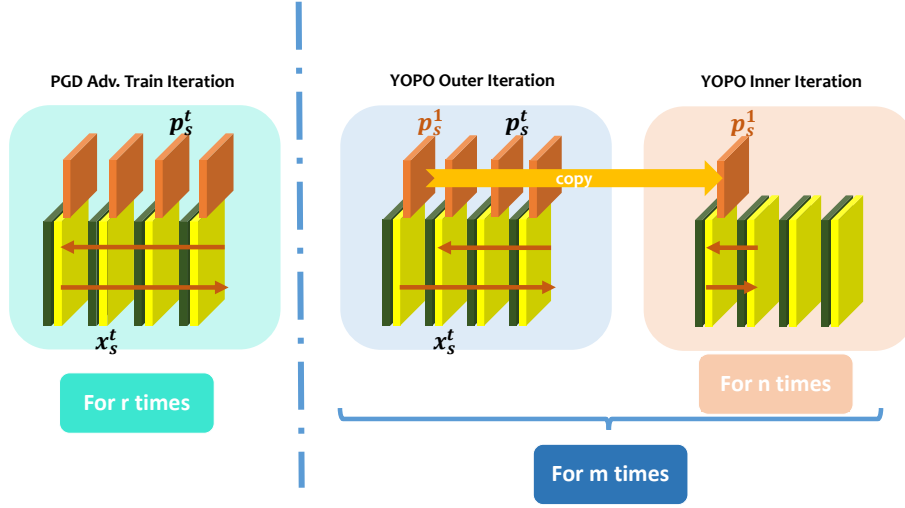 PGD Adv. Train Iteration
YOPO Outer Iteration
YOPO Inner Iteration
p_s^t
p_s^1
p_s^t
p_s^1
copy
x_s^t
x_s^t
For r times
For n times
For m times